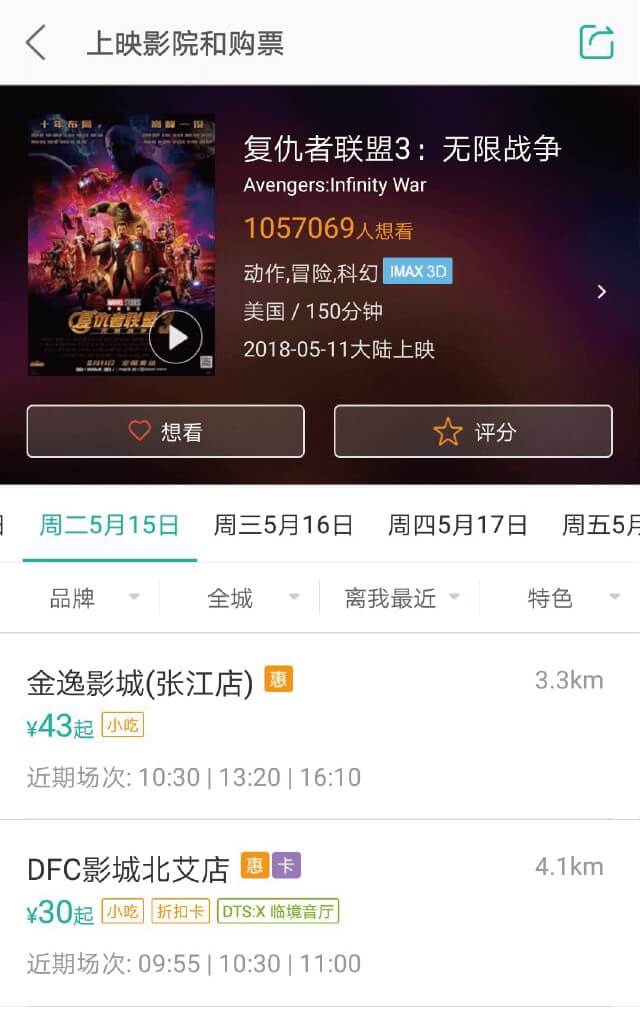 上映影院和购票
十年布局，巅峰一役
MARVEL STUDIOS
复仇者联盟3
5月11日
复仇者联盟3：无限战争
Avengers:Infinity War
1057069人想看
动作,冒险,科幻 IMAX 3D
美国 / 150分钟
2018-05-11大陆上映
想看 评分
周二5月15日 周三5月16日 周四5月17日 周五5月
品牌 全城 离我最近 特色
金逸影城(张江店) 惠 3.3km
¥43起 小吃
近期场次: 10:30 | 13:20 | 16:10
DFC影城北艾店 惠 卡 4.1km
¥30起 小吃 折扣卡 DTS:X 临境音厅
近期场次: 09:55 | 10:30 | 11:00